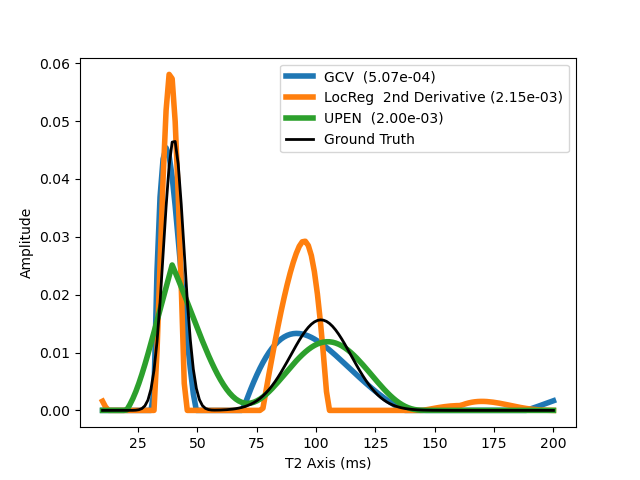 0.06
0.05
0.04
0.03
0.02
0.01
0.00
Amplitude
GCV  (5.07e-04)
LocReg  2nd Derivative (2.15e-03)
UPEN  (2.00e-03)
Ground Truth
25 50 75 100 125 150 175 200
T2 Axis (ms)